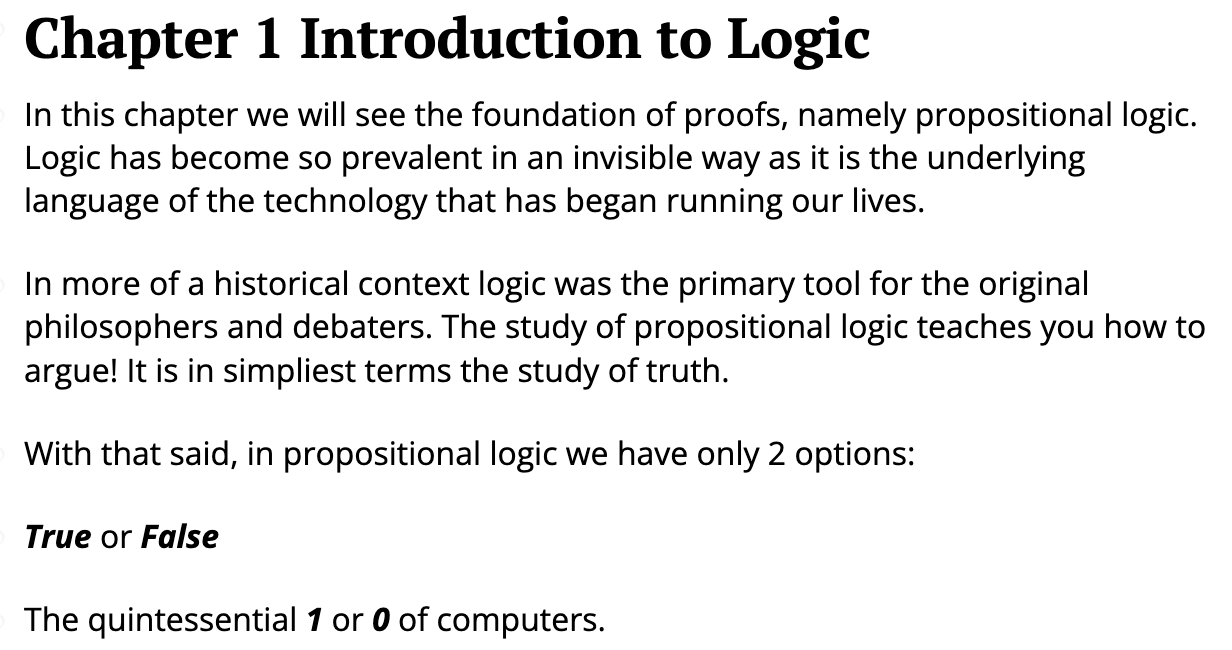 Chapter 1 Introduction to Logic
In this chapter we will see the foundation of proofs, namely propositional logic.
Logic has become so prevalent in an invisible way as it is the underlying
language of the technology that has began running our lives.
In more of a historical context logic was the primary tool for the original
philosophers and debaters. The study of propositional logic teaches you how to
argue! It is in simpliest terms the study of truth.
With that said, in propositional logic we have only 2 options:
True or False
The quintessential 1 or 0 of computers.